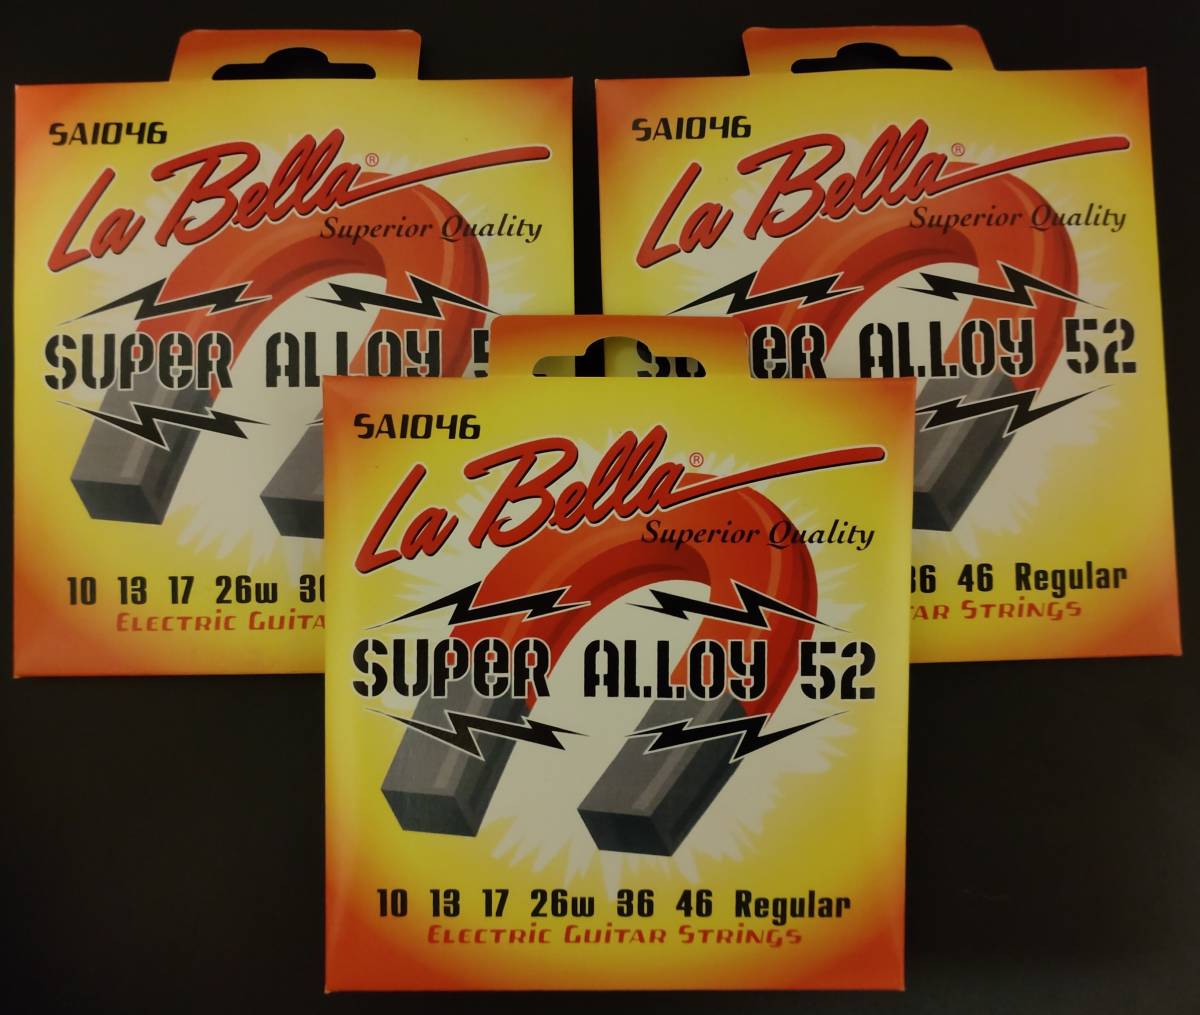 SA1046
La Bella®
Superior Quality
SUPER ALLOY 5
10 13 17 26w 36
ELECTRIC GUITA
SA1046
La Bella®
Superior Quality
SUPER ALLOY 52
36 46 Regular
TAR STRINGS
SA1046
La Bella®
Superior Quality
SUPER ALLOY 52
10 13 17 26w 36 46 Regular
ELECTRIC GUITAR STRINGS